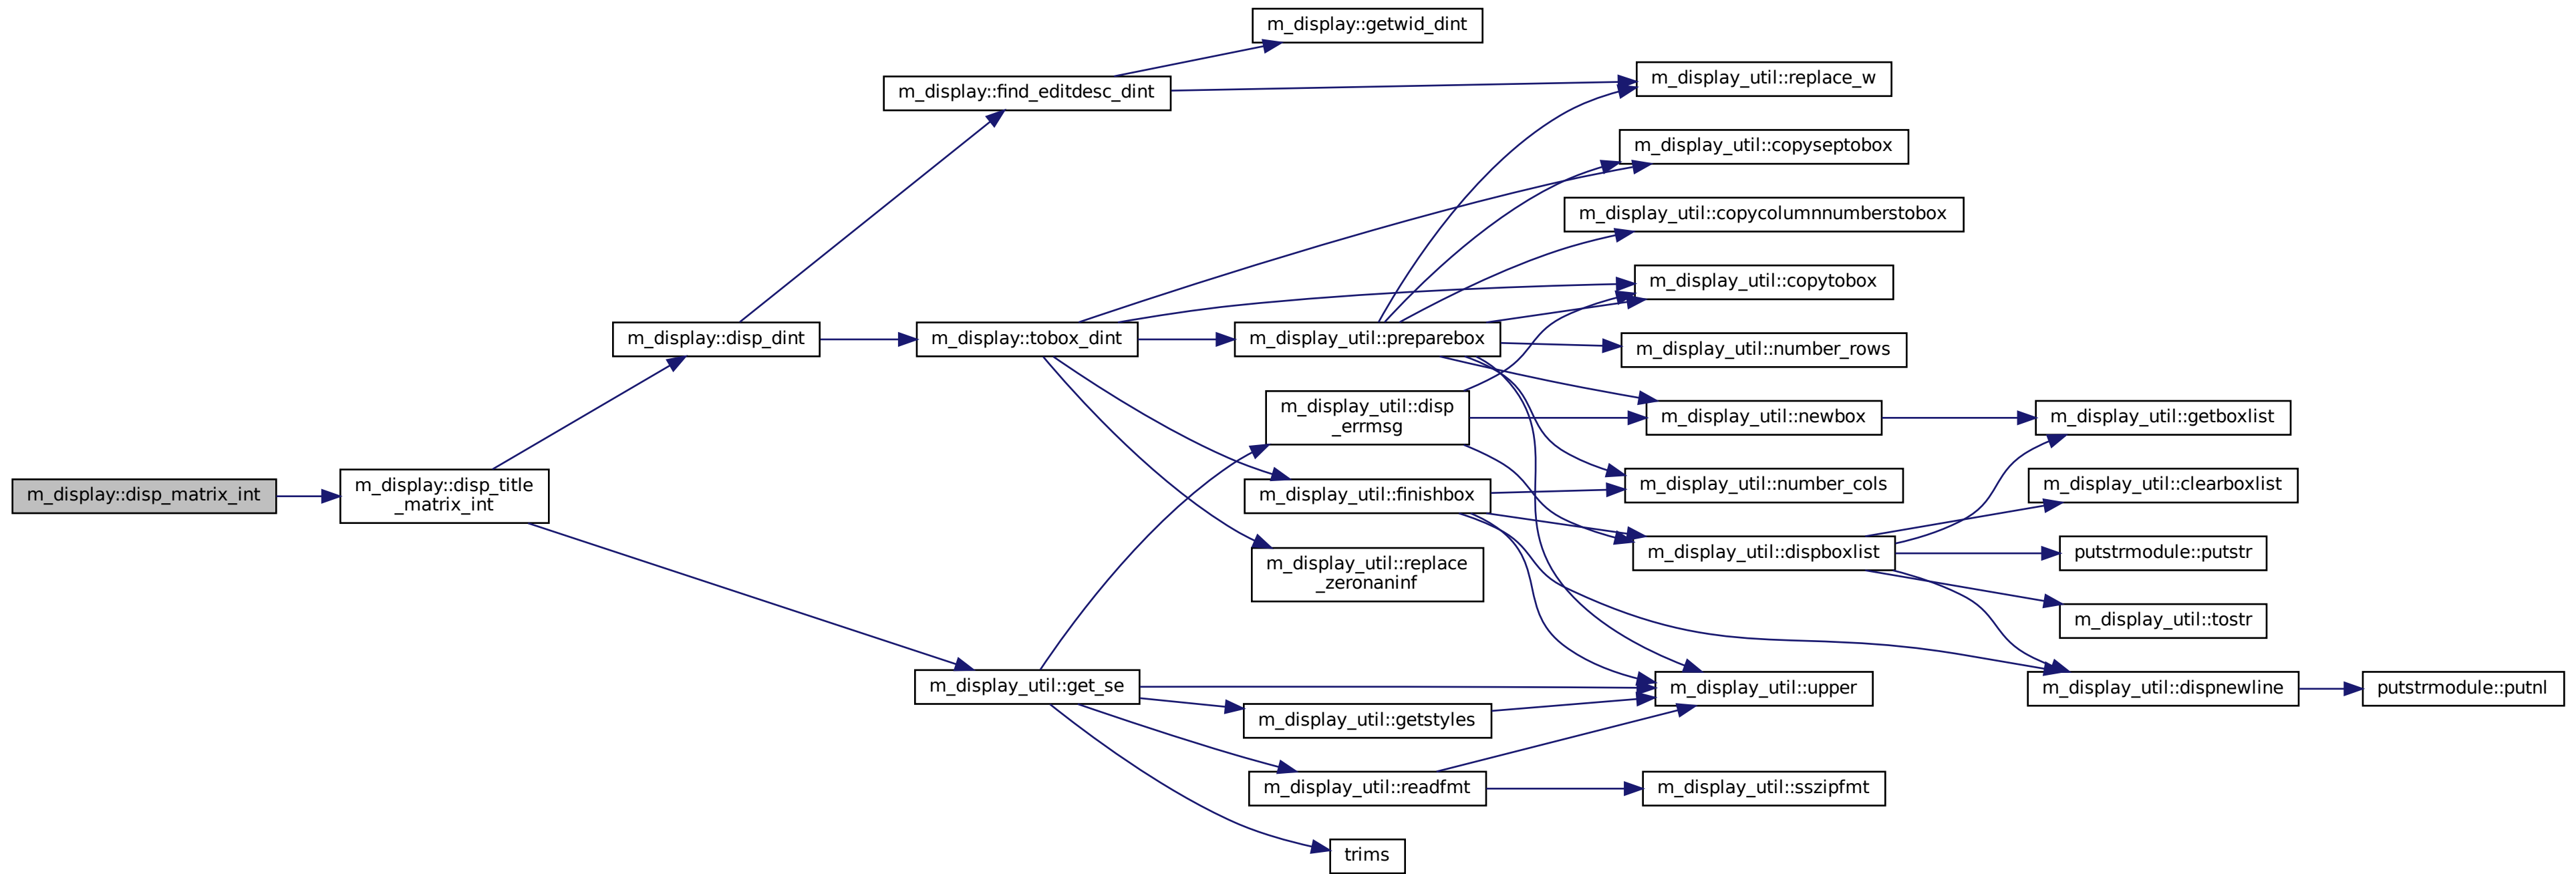 m_display::disp_matrix_int
m_display::disp_title
_matrix_int
m_display::disp_dint
m_display_util::get_se
m_display::find_editdesc_dint
m_display::tobox_dint
m_display::getwid_dint
m_display_util::preparebox
m_display_util::disp
_errmsg
m_display_util::finishbox
m_display_util::replace
_zeronaninf
m_display_util::getstyles
m_display_util::readfmt
trims
m_display_util::replace_w
m_display_util::copyseptobox
m_display_util::copycolumnnumberstobox
m_display_util::copytobox
m_display_util::number_rows
m_display_util::newbox
m_display_util::number_cols
m_display_util::dispboxlist
m_display_util::upper
m_display_util::sszipfmt
m_display_util::getboxlist
m_display_util::clearboxlist
putstrmodule::putstr
m_display_util::tostr
m_display_util::dispnewline
putstrmodule::putnl